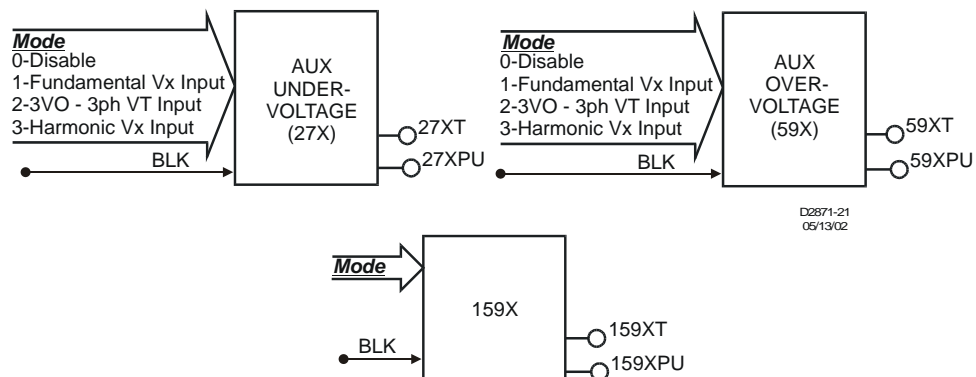 Mode
0-Disable
1-Fundamental Vx Input
2-3VO - 3ph VT Input
3-Harmonic Vx Input
BLK
AUX
UNDER-
VOLTAGE
(27X)
27XT
27XPU
Mode
0-Disable
1-Fundamental Vx Input
2-3VO - 3ph VT Input
3-Harmonic Vx Input
BLK
AUX
OVER-
VOLTAGE
(59X)
59XT
59XPU
D2871-21
05/13/02
Mode
BLK
159X
159XT
159XPU